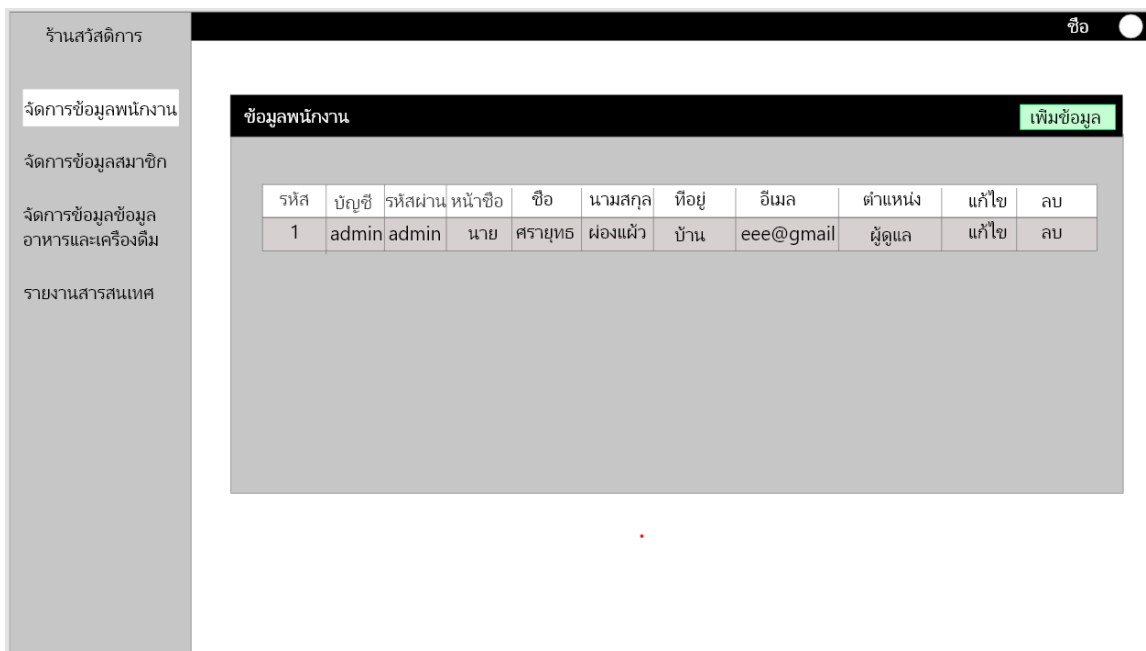 ร้านสวัสดิการ
ชื่อ
จัดการข้อมูลพนักงาน
จัดการข้อมูลสมาชิก
จัดการข้อมูลข้อมูล
อาหารและเครื่องดื่ม
รายงานสารสนเทศ
ข้อมูลพนักงาน เพิ่มข้อมูล
รหัส บัญชี รหัสผ่าน หน้าชื่อ ชื่อ นามสกุล ที่อยู่ อีเมล ตำแหน่ง แก้ไข ลบ
1 admin admin นาย ศรายุทธ ผ่องแผ้ว บ้าน eee@gmail ผู้ดูแล แก้ไข ลบ